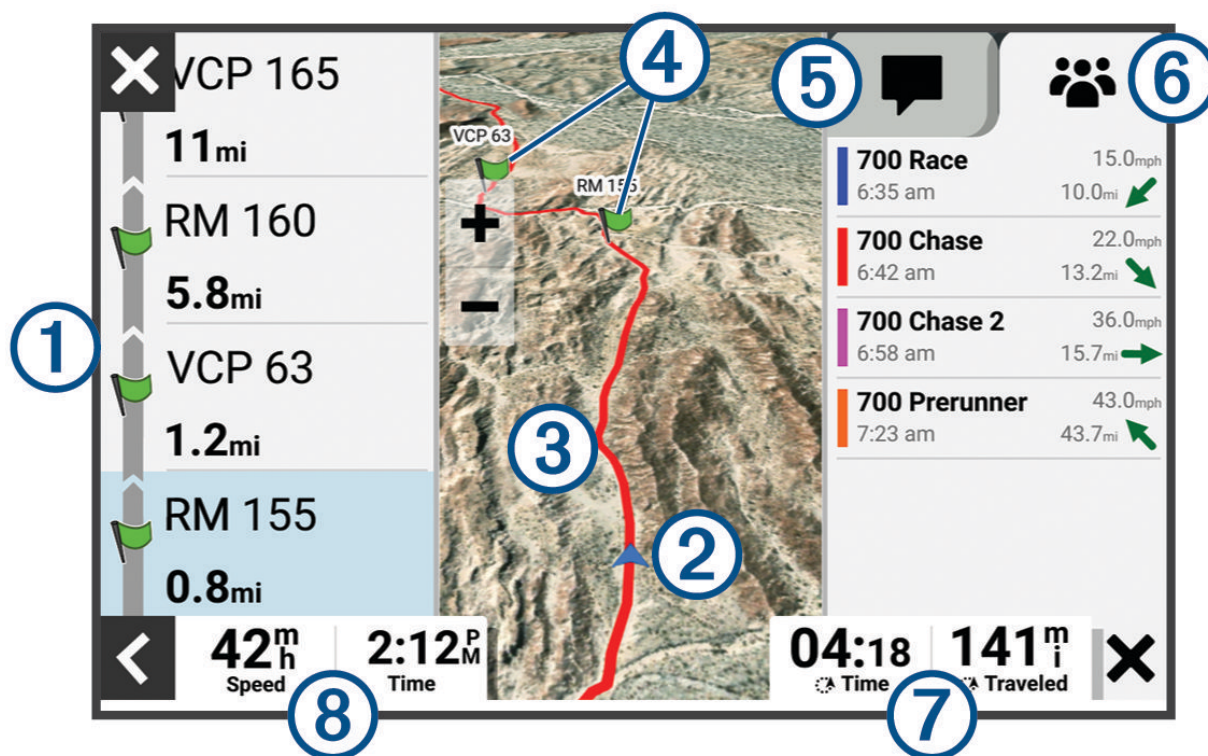 VCP 165
11mi
RM 160
5.8mi
VCP 63
1.2mi
RM 155
0.8mi
1
VCP 63
RM 155
+
−
4
3
2
5
6
700 Race 15.0mph
6:35 am 10.0mi
700 Chase 22.0mph
6:42 am 13.2mi
700 Chase 2 36.0mph
6:58 am 15.7mi
700 Prerunner 43.0mph
7:23 am 43.7mi
42mh 2:12PM
Speed Time
8
04:18 141mi
Time Traveled
7